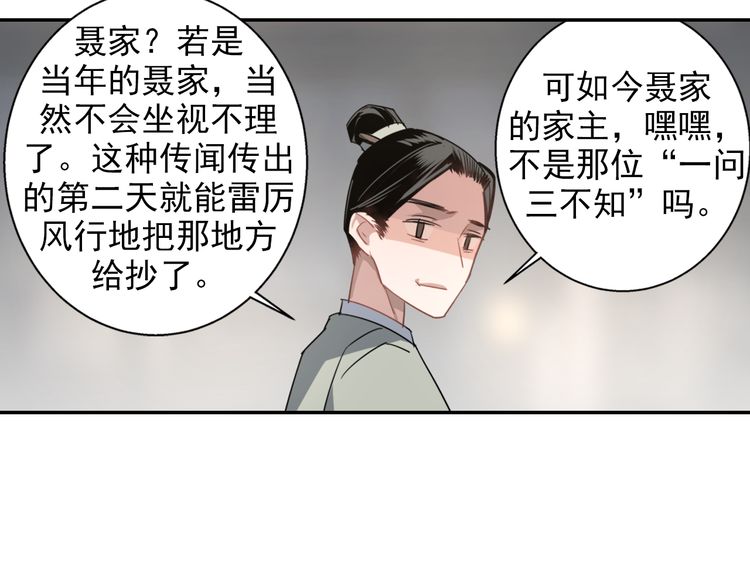 聂家？若是
当年的聂家，当
然不会坐视不理
了。这种传闻传出
的第二天就能雷厉
风行地把那地方
给抄了。
可如今聂家
的家主，嘿嘿，
不是那位“一问
三不知”吗。